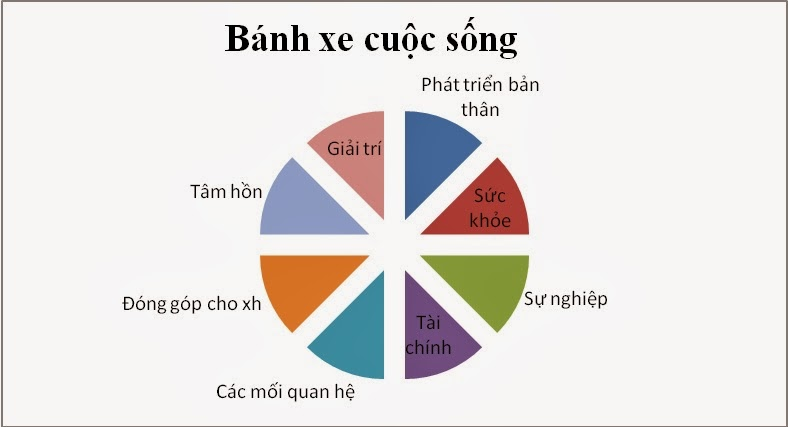 Bánh xe cuộc sống
Phát triển bản
thân
Giải trí
Sức
khỏe
Tâm hồn
Đóng góp cho xh
Sự nghiệp
Tài
chính
Các mối quan hệ